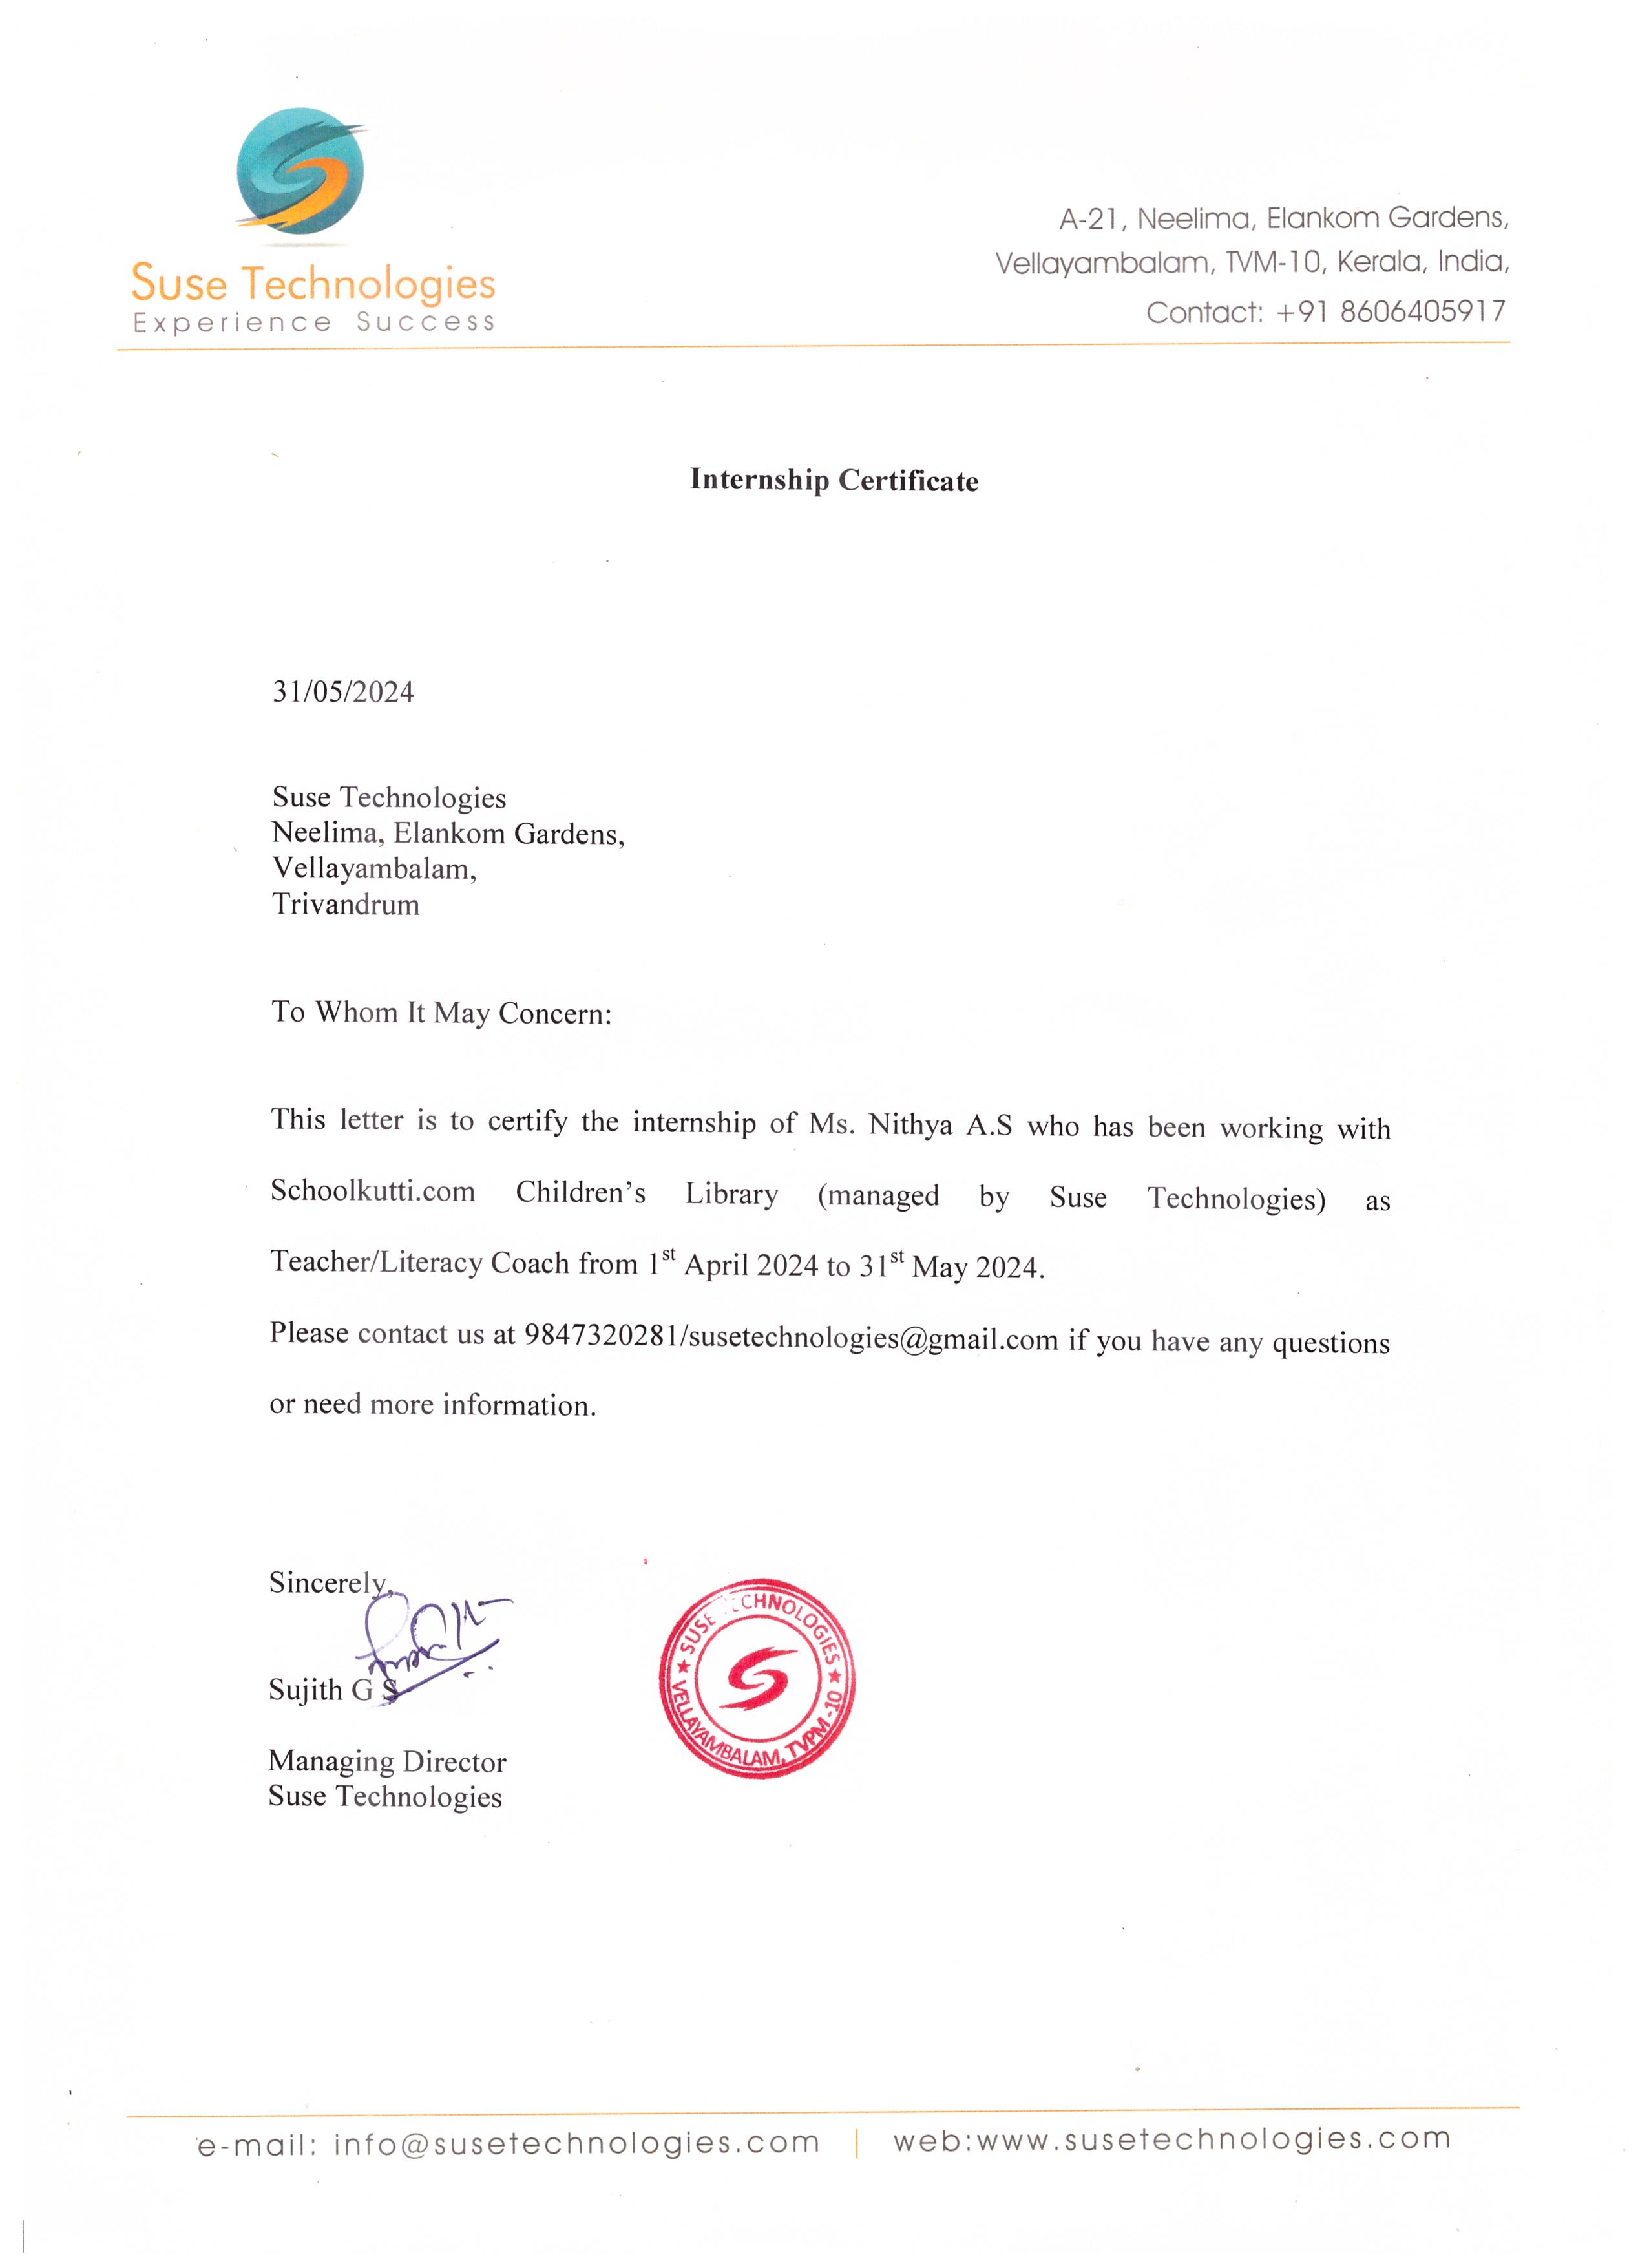 Suse Technologies
Experience Success
A-21, Neelima, Elankom Gardens,
Vellayambalam, TVM-10, Kerala, India,
Contact: +91 8606405917
Internship Certificate
31/05/2024
Suse Technologies
Neelima, Elankom Gardens,
Vellayambalam,
Trivandrum
To Whom It May Concern:
This letter is to certify the internship of Ms. Nithya A.S who has been working with
Schoolkutti.com Children’s Library (managed by Suse Technologies) as
Teacher/Literacy Coach from 1st April 2024 to 31st May 2024.
Please contact us at 9847320281/susetechnologies@gmail.com if you have any questions
or need more information.
Sincerely,
Sujith G S
Managing Director
Suse Technologies
★ SUSE TECHNOLOGIES ★
VELLAYAMBALAM, TVPM-10
e-mail: info@susetechnologies.com | web:www.susetechnologies.com